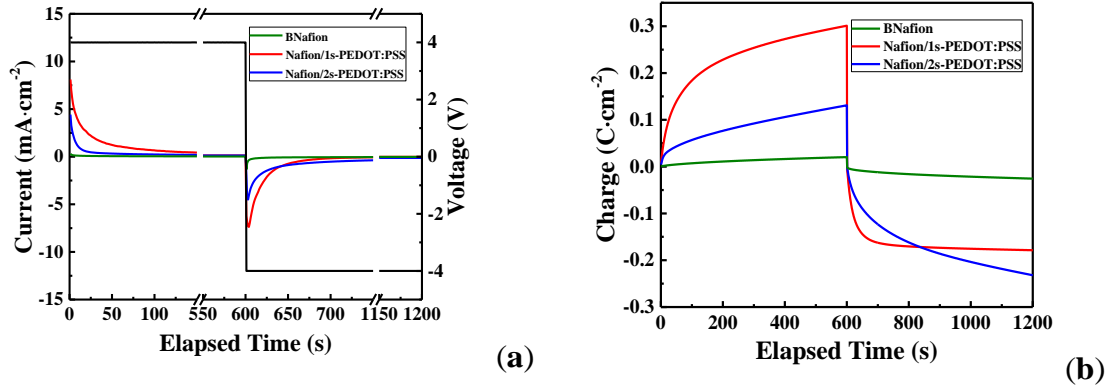 15
10
5
0
-5
-10
-15
Current (mA·cm⁻²)
BNafion
Nafion/1s-PEDOT:PSS
Nafion/2s-PEDOT:PSS
4
2
0
-2
-4
Voltage (V)
0 50 100 550 600 650 700 1150 1200
Elapsed Time (s)
(a)
0.3
0.2
0.1
0.0
-0.1
-0.2
-0.3
Charge (C·cm⁻²)
BNafion
Nafion/1s-PEDOT:PSS
Nafion/2s-PEDOT:PSS
0 200 400 600 800 1000 1200
Elapsed Time (s)
(b)